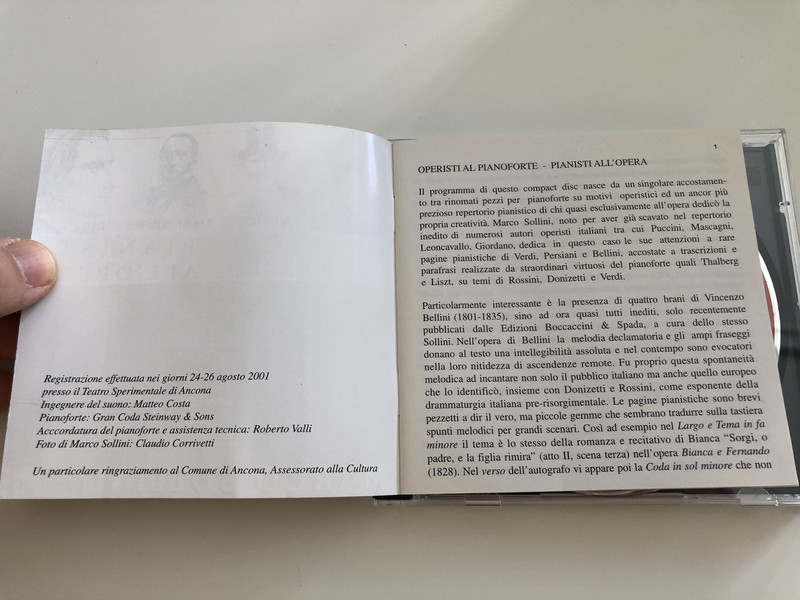 Registrazione effettuata nei giorni 24-26 agosto 2001
presso il Teatro Sperimentale di Ancona
Ingegnere del suono: Matteo Costa
Pianoforte: Gran Coda Steinway & Sons
Acccordatura del pianoforte e assistenza tecnica: Roberto Valli
Foto di Marco Sollini: Claudio Corrivetti
Un particolare ringraziamento al Comune di Ancona, Assessorato alla Cultura
1
OPERISTI AL PIANOFORTE - PIANISTI ALL'OPERA
Il programma di questo compact disc nasce da un singolare accostamen-
to tra rinomati pezzi per pianoforte su motivi operistici ed un ancor più
prezioso repertorio pianistico di chi quasi esclusivamente all'opera dedicò la
propria creatività. Marco Sollini, noto per aver già scavato nel repertorio
inedito di numerosi autori operisti italiani tra cui Puccini, Mascagni,
Leoncavallo, Giordano, dedica in questo caso le sue attenzioni a rare
pagine pianistiche di Verdi, Persiani e Bellini, accostate a trascrizioni e
parafrasi realizzate da straordinari virtuosi del pianoforte quali Thalberg
e Liszt, su temi di Rossini, Donizetti e Verdi.
Particolarmente interessante è la presenza di quattro brani di Vincenzo
Bellini (1801-1835), sino ad ora quasi tutti inediti, solo recentemente
pubblicati dalle Edizioni Boccaccini & Spada, a cura dello stesso
Sollini. Nell'opera di Bellini la melodia declamatoria e gli ampi fraseggi
donano al testo una intellegibilità assoluta e nel contempo sono evocatori
nella loro nitidezza di ascendenze remote. Fu proprio questa spontaneità
melodica ad incantare non solo il pubblico italiano ma anche quello europeo
che lo identificò, insieme con Donizetti e Rossini, come esponente della
drammaturgia italiana pre-risorgimentale. Le pagine pianistiche sono brevi
pezzetti a dir il vero, ma piccole gemme che sembrano tradurre sulla tastiera
spunti melodici per grandi scenari. Così ad esempio nel Largo e Tema in fa
minore il tema è lo stesso della romanza e recitativo di Bianca "Sorgi, o
padre, e la figlia rimira" (atto II, scena terza) nell'opera Bianca e Fernando
(1828). Nel verso dell'autografo vi appare poi la Coda in sol minore che non